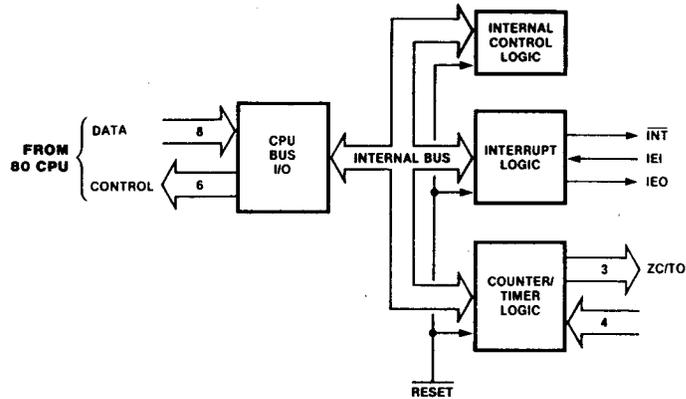 INTERNAL
CONTROL
LOGIC
DATA
8
FROM
80 CPU
CONTROL
6
CPU
BUS
I/O
INTERNAL BUS
INTERRUPT
LOGIC
INT
IEI
IEO
COUNTER/
TIMER
LOGIC
3
ZC/TO
4
RESET